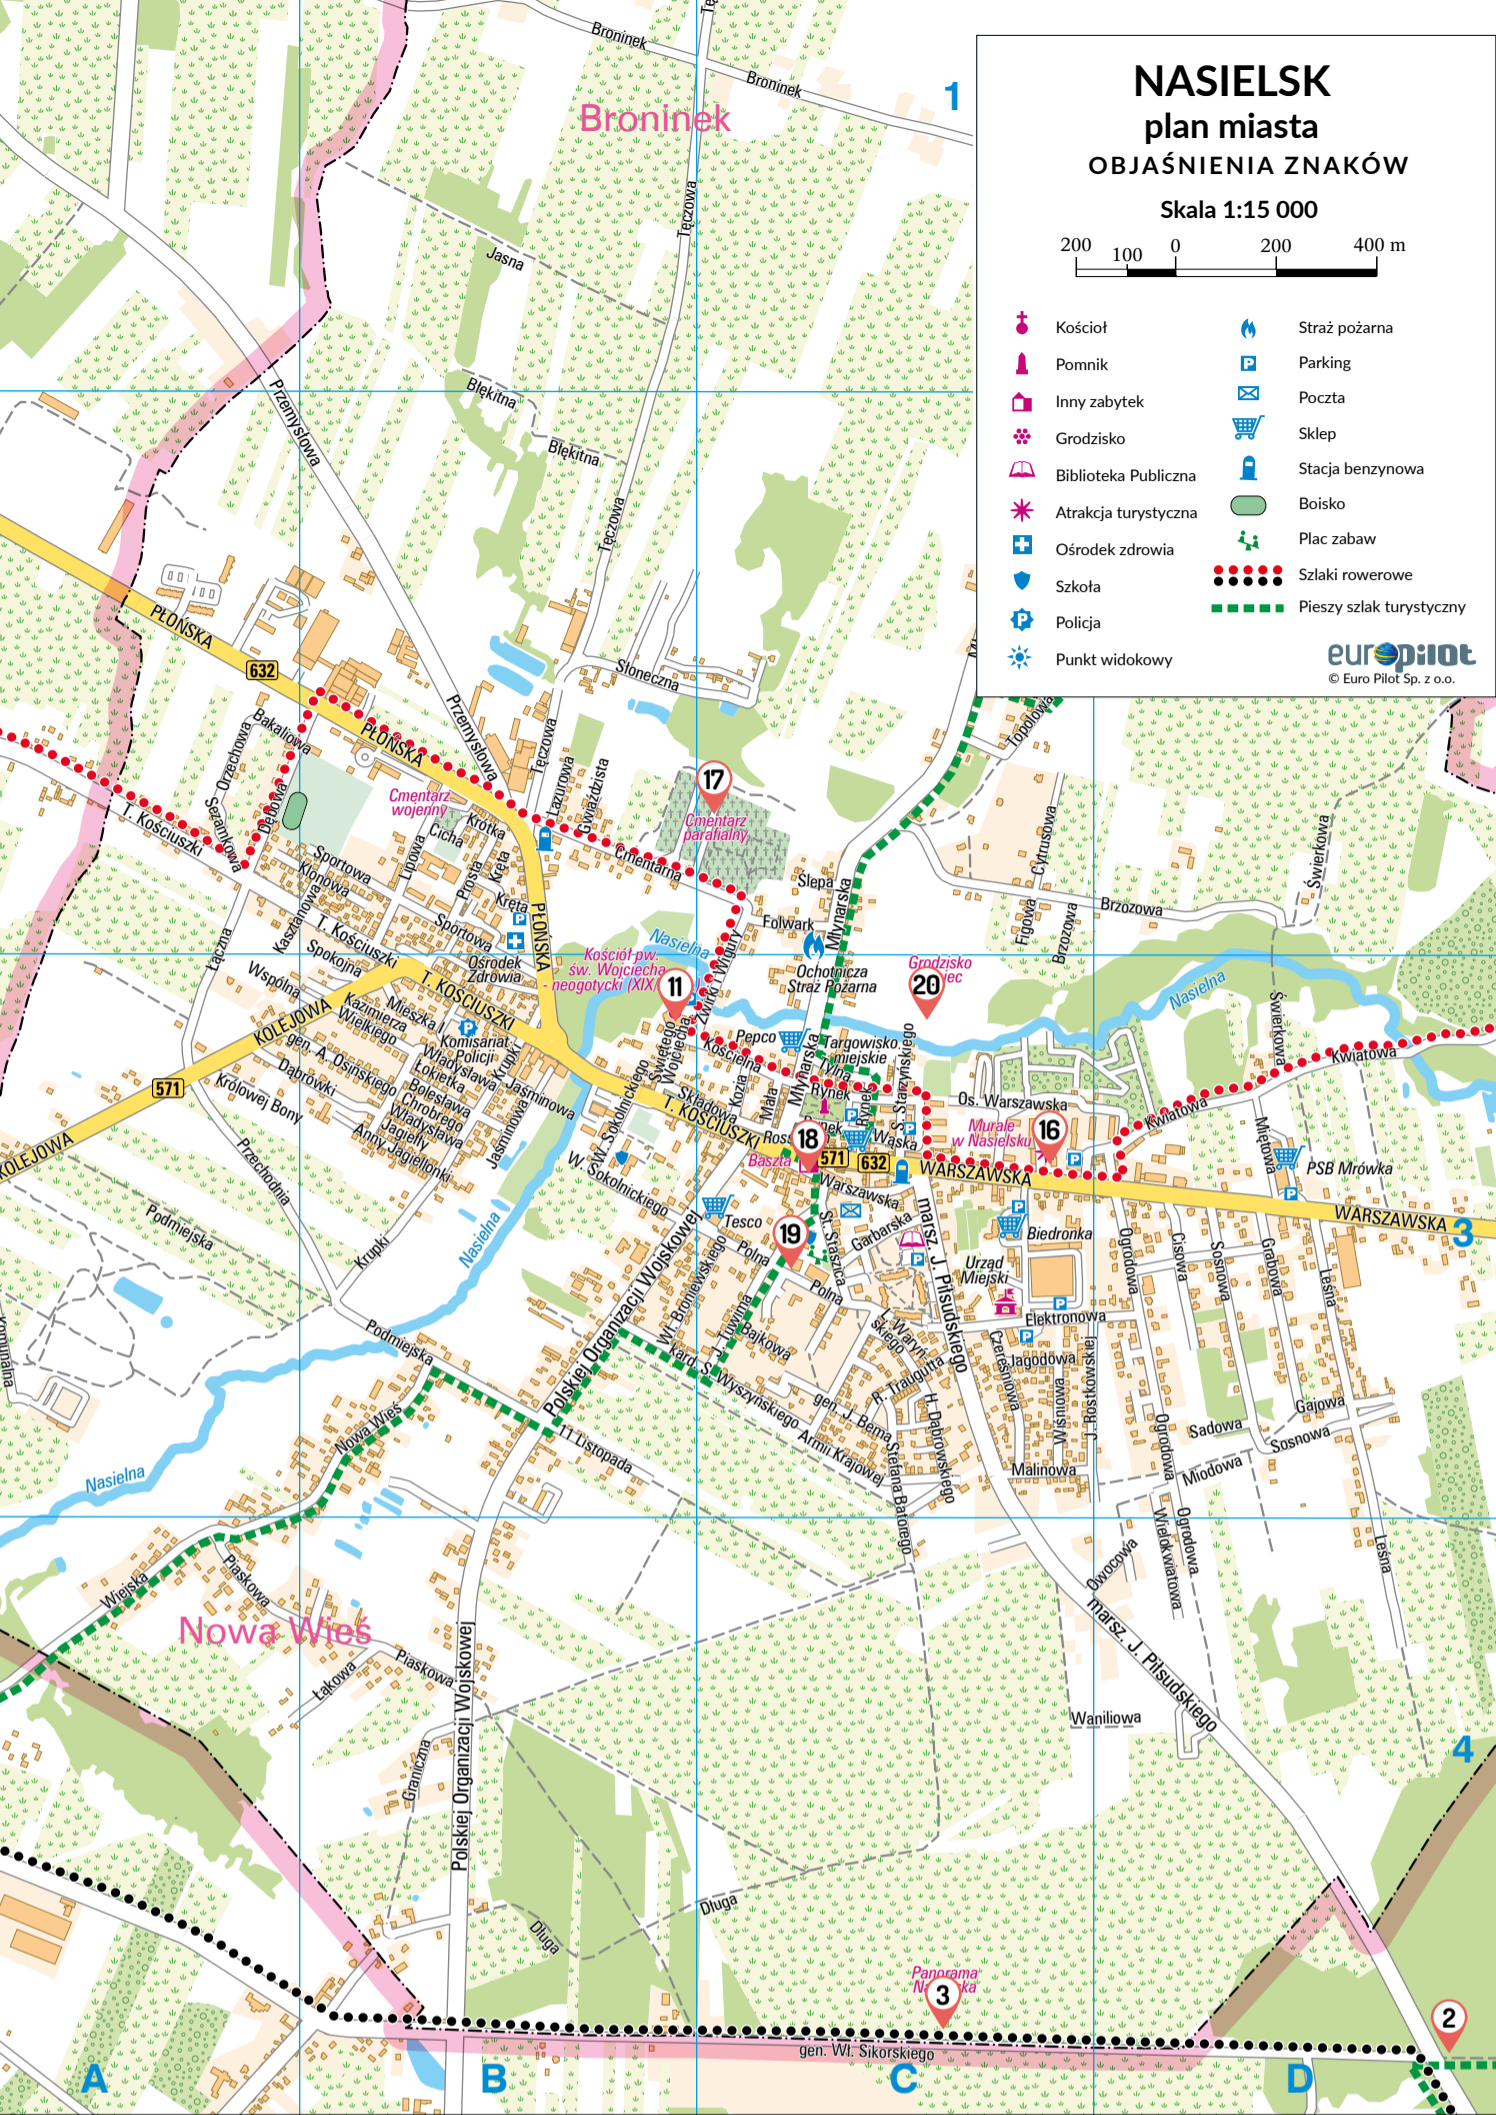 NASIELSK
plan miasta
OBJAŚNIENIA ZNAKÓW
Skala 1:15 000
200
100
0
200
400 m
Kościoł
Pomnik
Inny zabytek
Grodzisko
Biblioteka Publiczna
Atrakcja turystyczna
Ośrodek zdrowia
Szkoła
Policja
Punkt widokowy
Straż pożarna
Parking
Poczta
Sklep
Stacja benzynowa
Boisko
Plac zabaw
Szlaki rowerowe
Pieszy szlak turystyczny
europilot
© Euro Pilot Sp. z o.o.
Broninek
Broninek
1
Broninek
Tęczowa
Jasna
Błękitna
Błękitna
Przemysłowa
Tęczowa
PŁOŃSKA
632
Słoneczna
Przemysłowa
Bakaliowa
PŁOŃSKA
Tęczowa
Topolowa
Orzechowa
Łazurowa
Gwiaździsta
Sezamkowa
Dębowa
Cmentarz
wojenny
17
Cmentarz
parafialny
T. Kościuszki
Krótka
Cicha
Lipowa
Prosta
Kręta
Kręta
Cmentarna
Sportowa
Klonowa
Kasztanowa
T. Kościuszki
Sportowa
PŁOŃSKA
Ślepa
Folwark
Młynarska
Cytrusowa
Figowa
Brzozowa
Brzozowa
Świerkowa
Łączna
Spokojna
Wspólna
Ośrodek
Zdrowia
Nasielna
Kościół pw.
św. Wojciecha
- neogotycki (XIX
11
Żwirki i Wigury
Ochotnicza
Straż Pożarna
Grodzisko
20
iec
Nasielna
Świerkowa
KOLEJOWA
T. KOŚCIUSZKI
Kazimierza
Wielkiego
Mieszka I
Komisariat
Policji
gen. A. Osińskiego
Władysława
Łokietka
Krupki
Dąbrówki
Królowej Bony
Bolesława
Chrobrego
Władysława
Jagiełły
Anny Jagiellonki
Jaśminowa
Jaśminowa
571
KOLEJOWA
Świętego
Wojciecha
Pepco
Kościelna
Targowisko
miejskie
Tylna
S. Starzyńskiego
Młynarska
Rynek
Rynek
Kozia
Mała
Składowa
T. KOŚCIUSZKI
W. Sokolnickiego
W. Sokolnickiego
Wąska
18
Baszta
571
632
WARSZAWSKA
Warszawska
Os. Warszawska
Murale
w Nasielsku
16
Kwiatowa
Kwiatowa
Miętowa
PSB Mrówka
WARSZAWSKA
3
Przechodnia
Podmiejska
Krupki
Nasielna
Tesco
19
Polna
Polna
St. Staszica
Garbarska
marsz. J. Piłsudskiego
Biedronka
Urząd
Miejski
Elektronowa
Ogrodowa
Cisowa
Sosnowa
Grabowa
Leśna
Komunalna
Podmiejska
Polskiej Organizacji Wojskowej
Wł. Broniewskiego
J. Tuwima
Bajkowa
L. Waryń-
skiego
R. Traugutta
Czereśniowa
Jagodowa
Wiśniowa
J. Rostkowskiej
kard. S. Wyszyńskiego
gen. J. Bema
H. Dąbrowskiego
Armii Krajowej
Stefana Batorego
Malinowa
Ogrodowa
Sadowa
Gajowa
Sosnowa
Miodowa
11 Listopada
Nowa Wieś
Nasielna
Wiejska
Piaskowa
Nowa Wieś
Łąkowa
Piaskowa
Polskiej Organizacji Wojskowej
Graniczna
Owocowa
Wielokwiatowa
Ogrodowa
Leśna
marsz. J. Piłsudskiego
Waniliowa
4
Długa
Długa
Panorama
3
gen. Wł. Sikorskiego
2
A
B
C
D